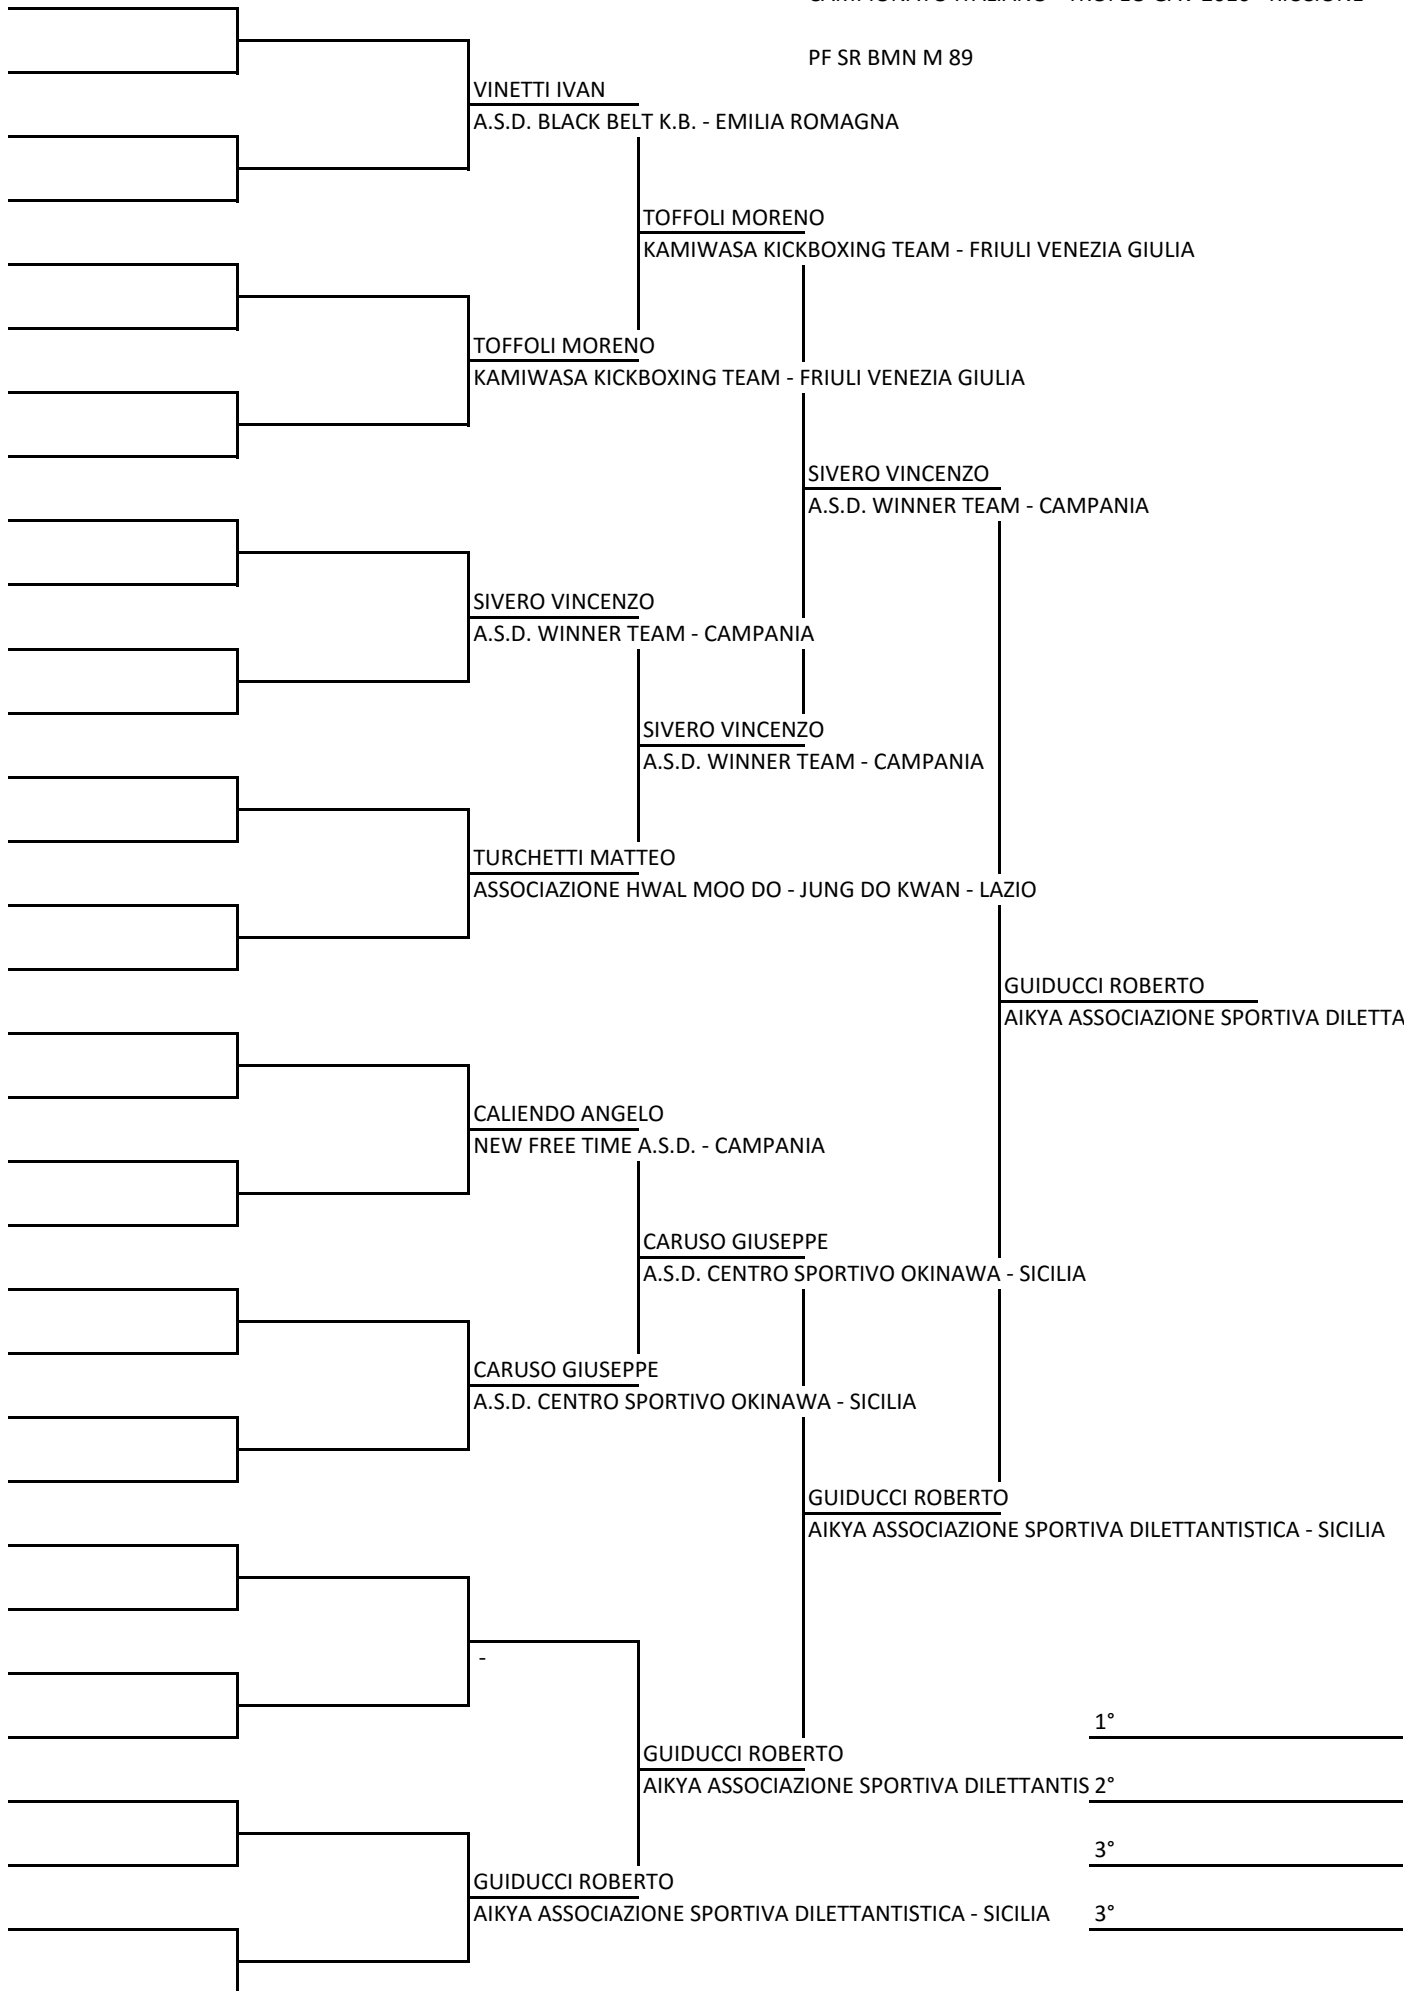 PF SR BMN M 89
VINETTI IVAN
A.S.D. BLACK BELT K.B. - EMILIA ROMAGNA
TOFFOLI MORENO
KAMIWASA KICKBOXING TEAM - FRIULI VENEZIA GIULIA
TOFFOLI MORENO
KAMIWASA KICKBOXING TEAM - FRIULI VENEZIA GIULIA
SIVERO VINCENZO
A.S.D. WINNER TEAM - CAMPANIA
SIVERO VINCENZO
A.S.D. WINNER TEAM - CAMPANIA
SIVERO VINCENZO
A.S.D. WINNER TEAM - CAMPANIA
TURCHETTI MATTEO
ASSOCIAZIONE HWAL MOO DO - JUNG DO KWAN - LAZIO
GUIDUCCI ROBERTO
AIKYA ASSOCIAZIONE SPORTIVA DILETTA
CALIENDO ANGELO
NEW FREE TIME A.S.D. - CAMPANIA
CARUSO GIUSEPPE
A.S.D. CENTRO SPORTIVO OKINAWA - SICILIA
CARUSO GIUSEPPE
A.S.D. CENTRO SPORTIVO OKINAWA - SICILIA
GUIDUCCI ROBERTO
AIKYA ASSOCIAZIONE SPORTIVA DILETTANTISTICA - SICILIA
-
1°
GUIDUCCI ROBERTO
AIKYA ASSOCIAZIONE SPORTIVA DILETTANTIS 2°
3°
GUIDUCCI ROBERTO
AIKYA ASSOCIAZIONE SPORTIVA DILETTANTISTICA - SICILIA 3°